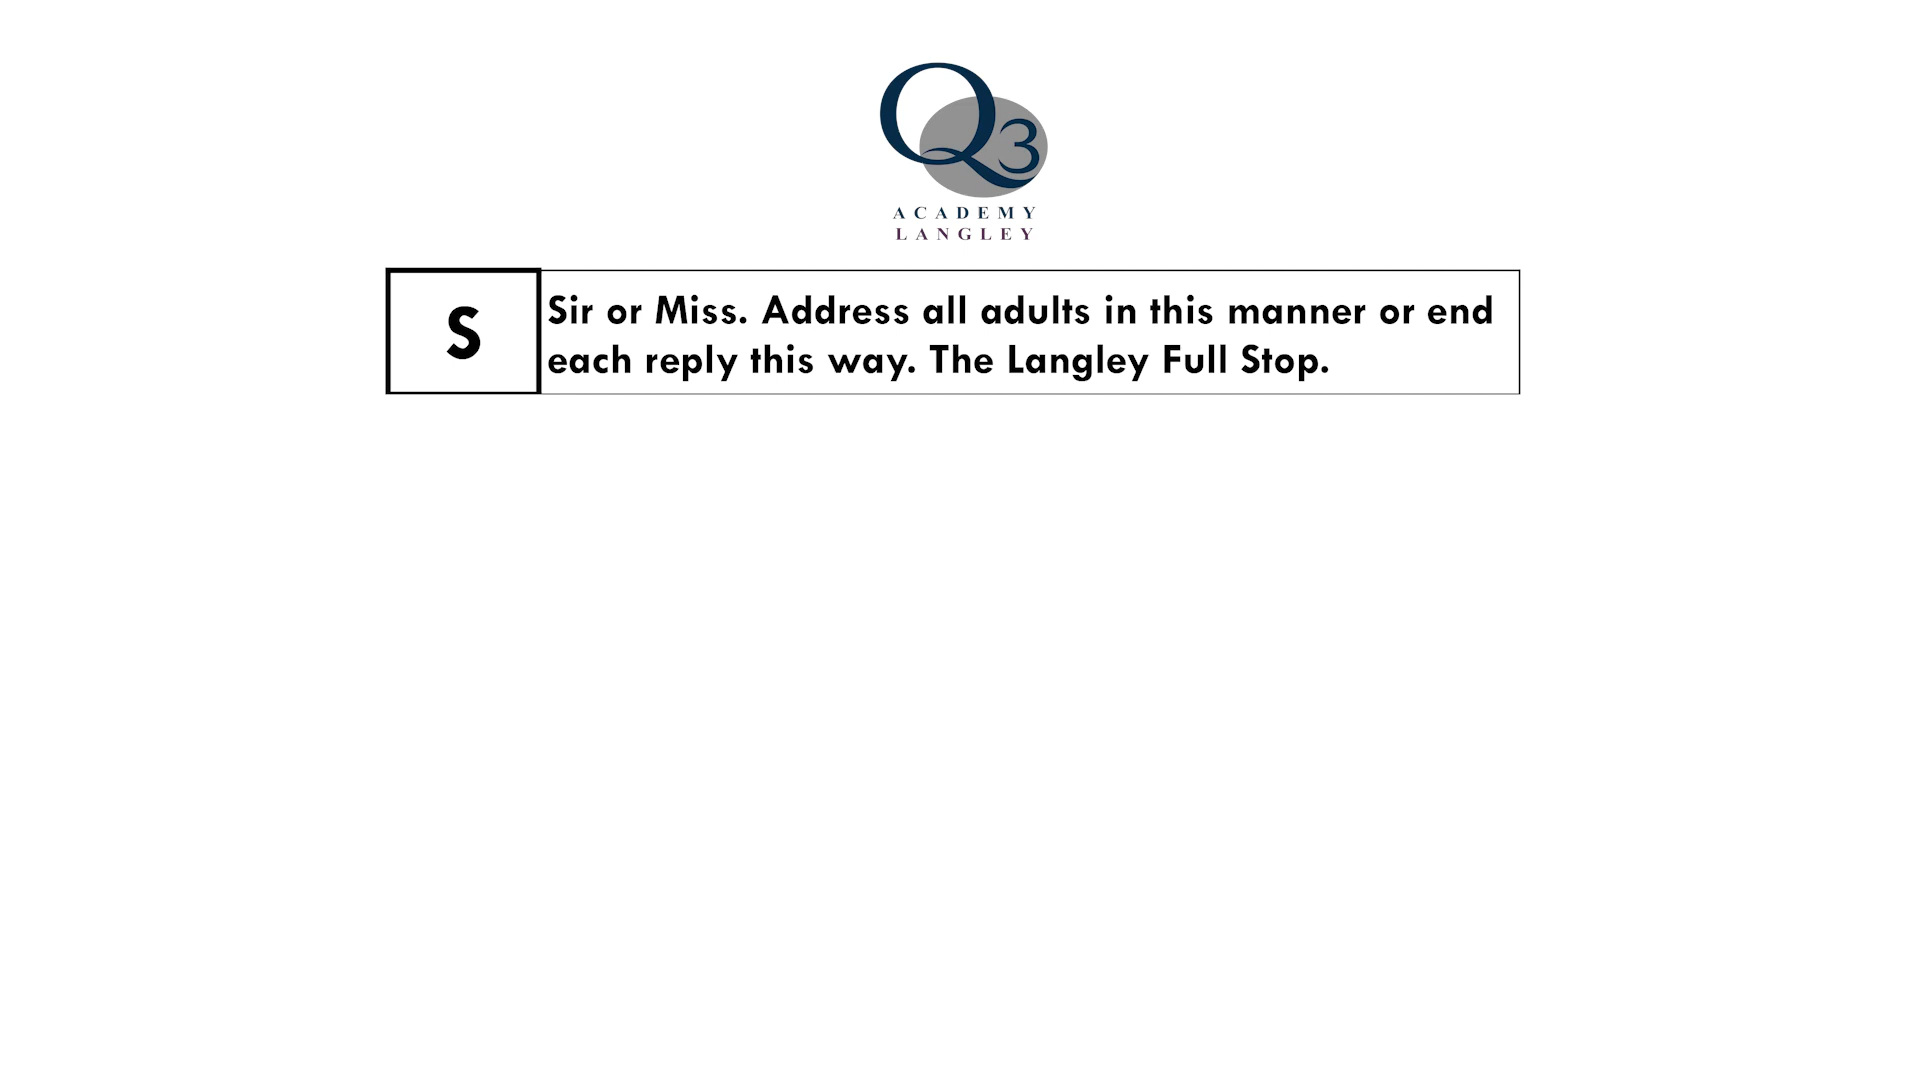 Q3
ACADEMY
LANGLEY
S
Sir or Miss. Address all adults in this manner or end
each reply this way. The Langley Full Stop.